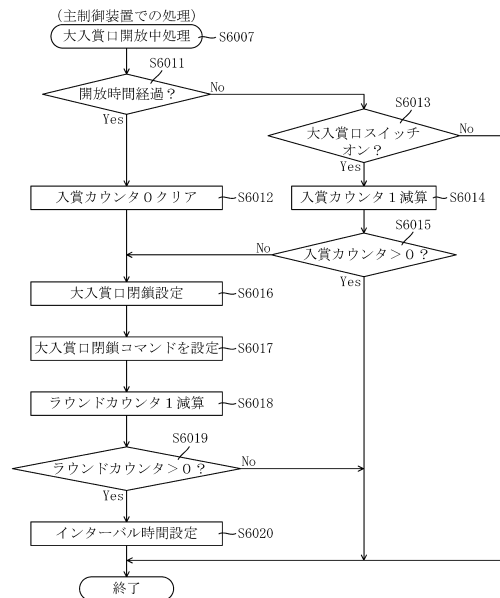 (主制御装置での処理)
大入賞口開放中処理
S6007
S6011
開放時間経過？
No
Yes
S6013
大入賞口スイッチ
オン？
No
Yes
入賞カウンタ０クリア
S6012
入賞カウンタ１減算
S6014
S6015
入賞カウンタ＞０？
No
Yes
大入賞口閉鎖設定
S6016
大入賞口閉鎖コマンドを設定
S6017
ラウンドカウンタ１減算
S6018
S6019
ラウンドカウンタ＞０？
No
Yes
インターバル時間設定
S6020
終了